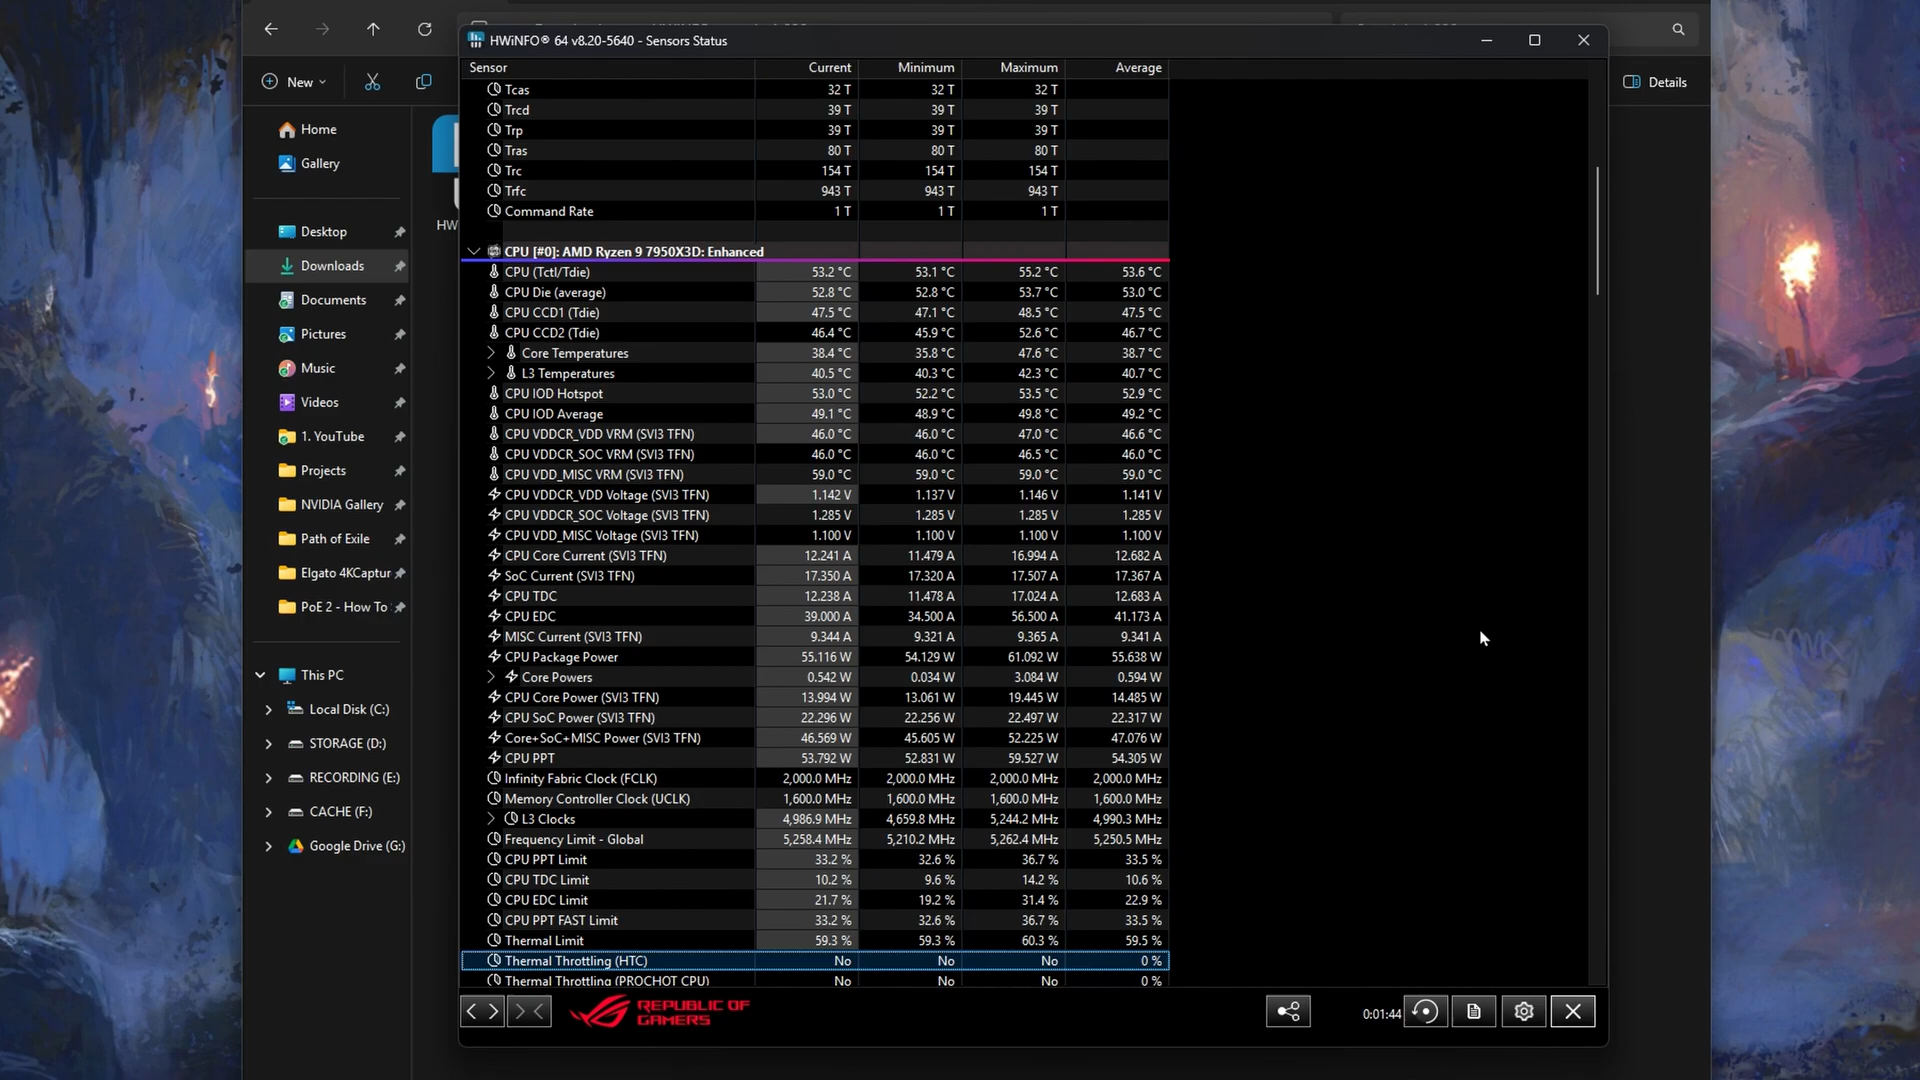 HWiNFO® 64 v8.20-5640 - Sensors Status
New
Details
Home
Gallery
Desktop
Downloads
Documents
Pictures
Music
Videos
1. YouTube
Projects
NVIDIA Gallery
Path of Exile
Elgato 4KCaptur
PoE 2 - How To
This PC
Local Disk (C:)
STORAGE (D:)
RECORDING (E:)
CACHE (F:)
Google Drive (G:)
HW
Sensor Current Minimum Maximum Average
Tcas 32 T 32 T 32 T
Trcd 39 T 39 T 39 T
Trp 39 T 39 T 39 T
Tras 80 T 80 T 80 T
Trc 154 T 154 T 154 T
Trfc 943 T 943 T 943 T
Command Rate 1 T 1 T 1 T
CPU [#0]: AMD Ryzen 9 7950X3D: Enhanced
CPU (Tctl/Tdie) 53.2 °C 53.1 °C 55.2 °C 53.6 °C
CPU Die (average) 52.8 °C 52.8 °C 53.7 °C 53.0 °C
CPU CCD1 (Tdie) 47.5 °C 47.1 °C 48.5 °C 47.5 °C
CPU CCD2 (Tdie) 46.4 °C 45.9 °C 52.6 °C 46.7 °C
Core Temperatures 38.4 °C 35.8 °C 47.6 °C 38.7 °C
L3 Temperatures 40.5 °C 40.3 °C 42.3 °C 40.7 °C
CPU IOD Hotspot 53.0 °C 52.2 °C 53.5 °C 52.9 °C
CPU IOD Average 49.1 °C 48.9 °C 49.8 °C 49.2 °C
CPU VDDCR_VDD VRM (SVI3 TFN) 46.0 °C 46.0 °C 47.0 °C 46.6 °C
CPU VDDCR_SOC VRM (SVI3 TFN) 46.0 °C 46.0 °C 46.5 °C 46.0 °C
CPU VDD_MISC VRM (SVI3 TFN) 59.0 °C 59.0 °C 59.0 °C 59.0 °C
CPU VDDCR_VDD Voltage (SVI3 TFN) 1.142 V 1.137 V 1.146 V 1.141 V
CPU VDDCR_SOC Voltage (SVI3 TFN) 1.285 V 1.285 V 1.285 V 1.285 V
CPU VDD_MISC Voltage (SVI3 TFN) 1.100 V 1.100 V 1.100 V 1.100 V
CPU Core Current (SVI3 TFN) 12.241 A 11.479 A 16.994 A 12.682 A
SoC Current (SVI3 TFN) 17.350 A 17.320 A 17.507 A 17.367 A
CPU TDC 12.238 A 11.478 A 17.024 A 12.683 A
CPU EDC 39.000 A 34.500 A 56.500 A 41.173 A
MISC Current (SVI3 TFN) 9.344 A 9.321 A 9.365 A 9.341 A
CPU Package Power 55.116 W 54.129 W 61.092 W 55.638 W
Core Powers 0.542 W 0.034 W 3.084 W 0.594 W
CPU Core Power (SVI3 TFN) 13.994 W 13.061 W 19.445 W 14.485 W
CPU SoC Power (SVI3 TFN) 22.296 W 22.256 W 22.497 W 22.317 W
Core+SoC+MISC Power (SVI3 TFN) 46.569 W 45.605 W 52.225 W 47.076 W
CPU PPT 53.792 W 52.831 W 59.527 W 54.305 W
Infinity Fabric Clock (FCLK) 2,000.0 MHz 2,000.0 MHz 2,000.0 MHz 2,000.0 MHz
Memory Controller Clock (UCLK) 1,600.0 MHz 1,600.0 MHz 1,600.0 MHz 1,600.0 MHz
L3 Clocks 4,986.9 MHz 4,659.8 MHz 5,244.2 MHz 4,990.3 MHz
Frequency Limit - Global 5,258.4 MHz 5,210.2 MHz 5,262.4 MHz 5,250.5 MHz
CPU PPT Limit 33.2 % 32.6 % 36.7 % 33.5 %
CPU TDC Limit 10.2 % 9.6 % 14.2 % 10.6 %
CPU EDC Limit 21.7 % 19.2 % 31.4 % 22.9 %
CPU PPT FAST Limit 33.2 % 32.6 % 36.7 % 33.5 %
Thermal Limit 59.3 % 59.3 % 60.3 % 59.5 %
Thermal Throttling (HTC) No No No 0 %
Thermal Throttling (PROCHOT CPU) No No No 0 %
REPUBLIC OF
GAMERS
0:01:44